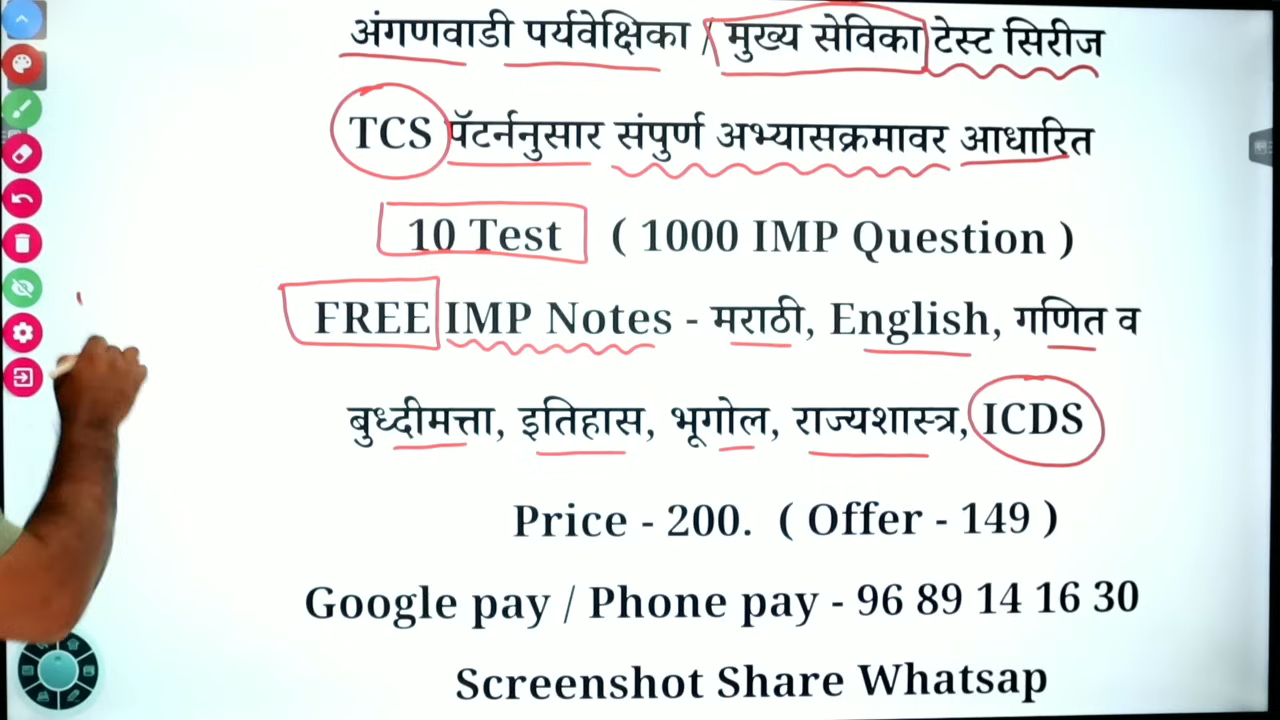 अंगणवाडी पर्यवेक्षिका / मुख्य सेविका टेस्ट सिरीज
TCS पॅटर्ननुसार संपुर्ण अभ्यासक्रमावर आधारित
10 Test ( 1000 IMP Question )
FREE IMP Notes - मराठी, English, गणित व
बुध्दीमत्ता, इतिहास, भूगोल, राज्यशास्त्र, ICDS
Price - 200. ( Offer - 149 )
Google pay / Phone pay - 96 89 14 16 30
Screenshot Share Whatsap